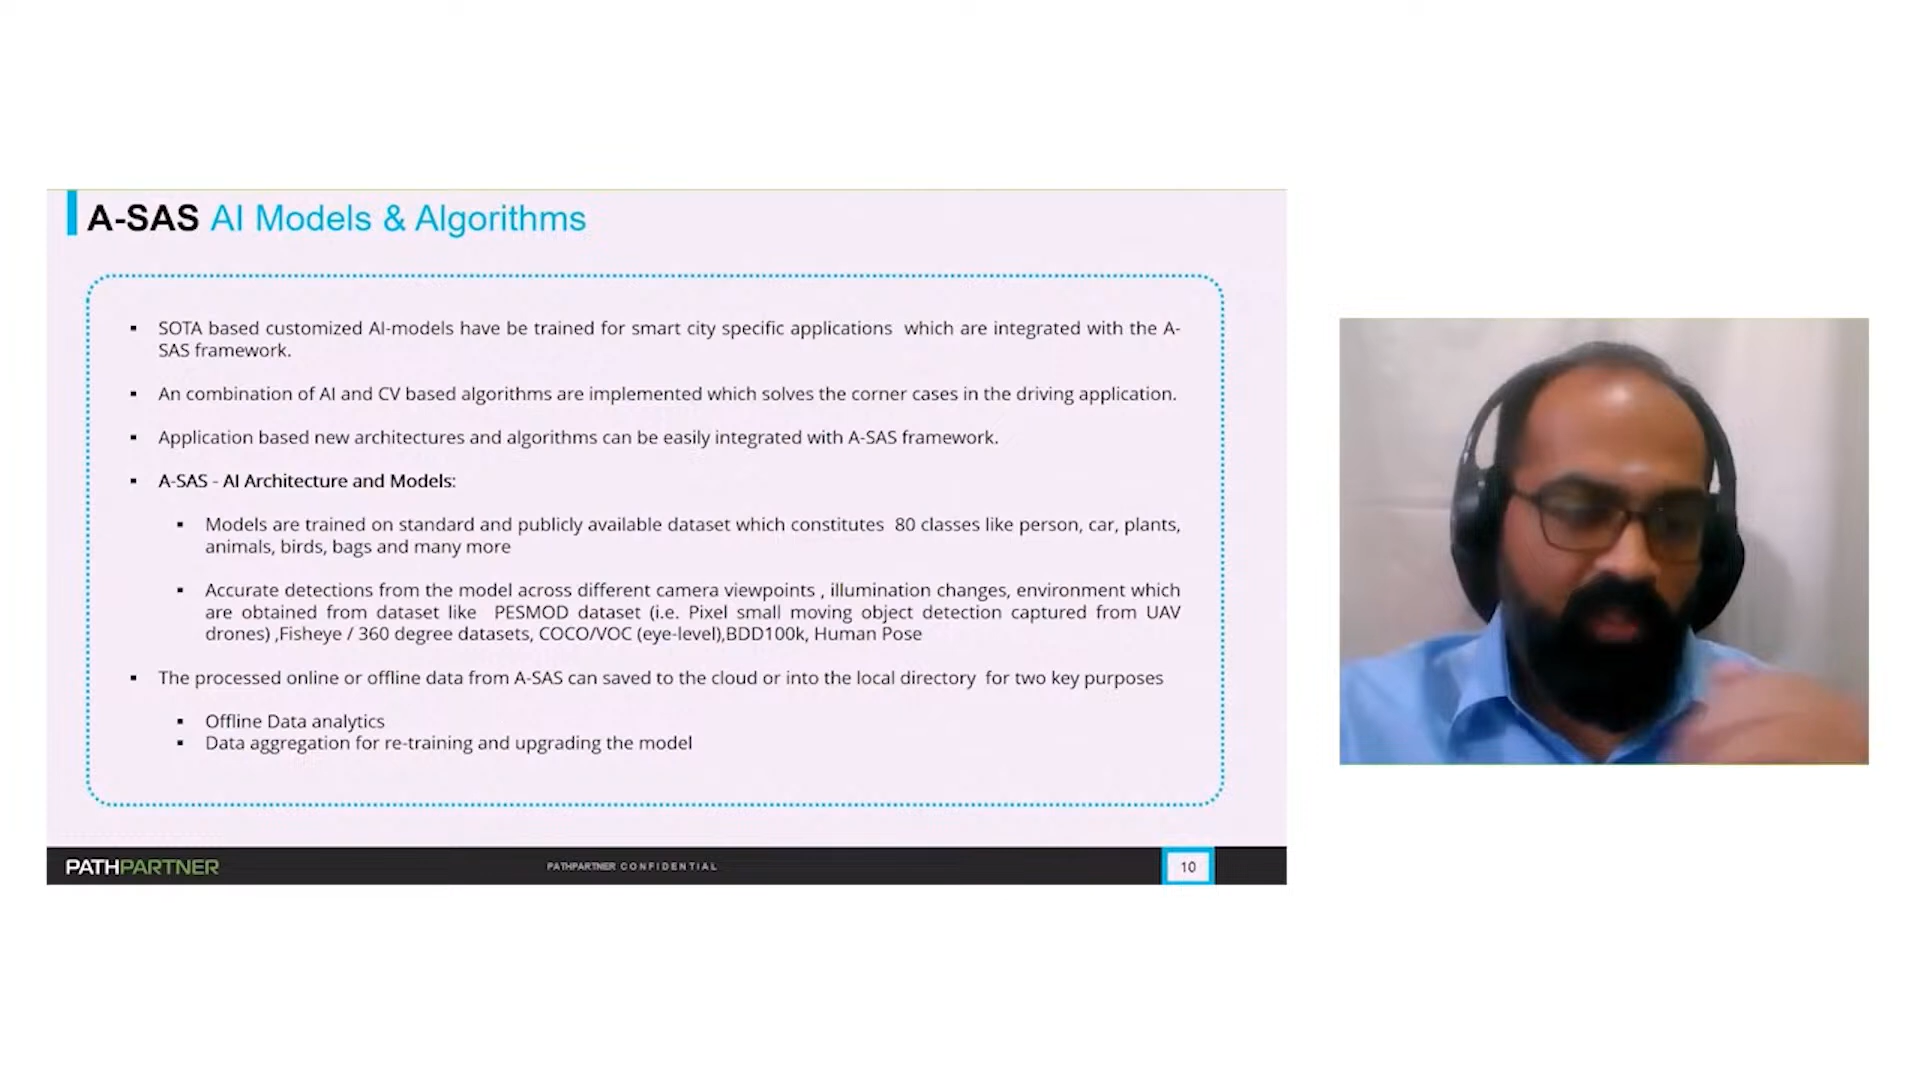 A-SAS AI Models & Algorithms
▪ SOTA based customized AI-models have be trained for smart city specific applications which are integrated with the A-
SAS framework.
▪ An combination of AI and CV based algorithms are implemented which solves the corner cases in the driving application.
▪ Application based new architectures and algorithms can be easily integrated with A-SAS framework.
▪ A-SAS - AI Architecture and Models:
▪ Models are trained on standard and publicly available dataset which constitutes 80 classes like person, car, plants,
animals, birds, bags and many more
▪ Accurate detections from the model across different camera viewpoints , illumination changes, environment which
are obtained from dataset like PESMOD dataset (i.e. Pixel small moving object detection captured from UAV
drones) ,Fisheye / 360 degree datasets, COCO/VOC (eye-level),BDD100k, Human Pose
▪ The processed online or offline data from A-SAS can saved to the cloud or into the local directory for two key purposes
▪ Offline Data analytics
▪ Data aggregation for re-training and upgrading the model
PATHPARTNER
PATHPARTNER CONFIDENTIAL
10